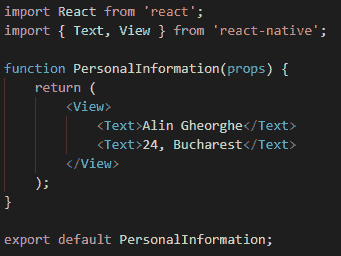 import React from 'react';
import { Text, View } from 'react-native';

function PersonalInformation(props) {
    return (
        <View>
            <Text>Alin Gheorghe</Text>
            <Text>24, Bucharest</Text>
        </View>
    );
}

export default PersonalInformation;